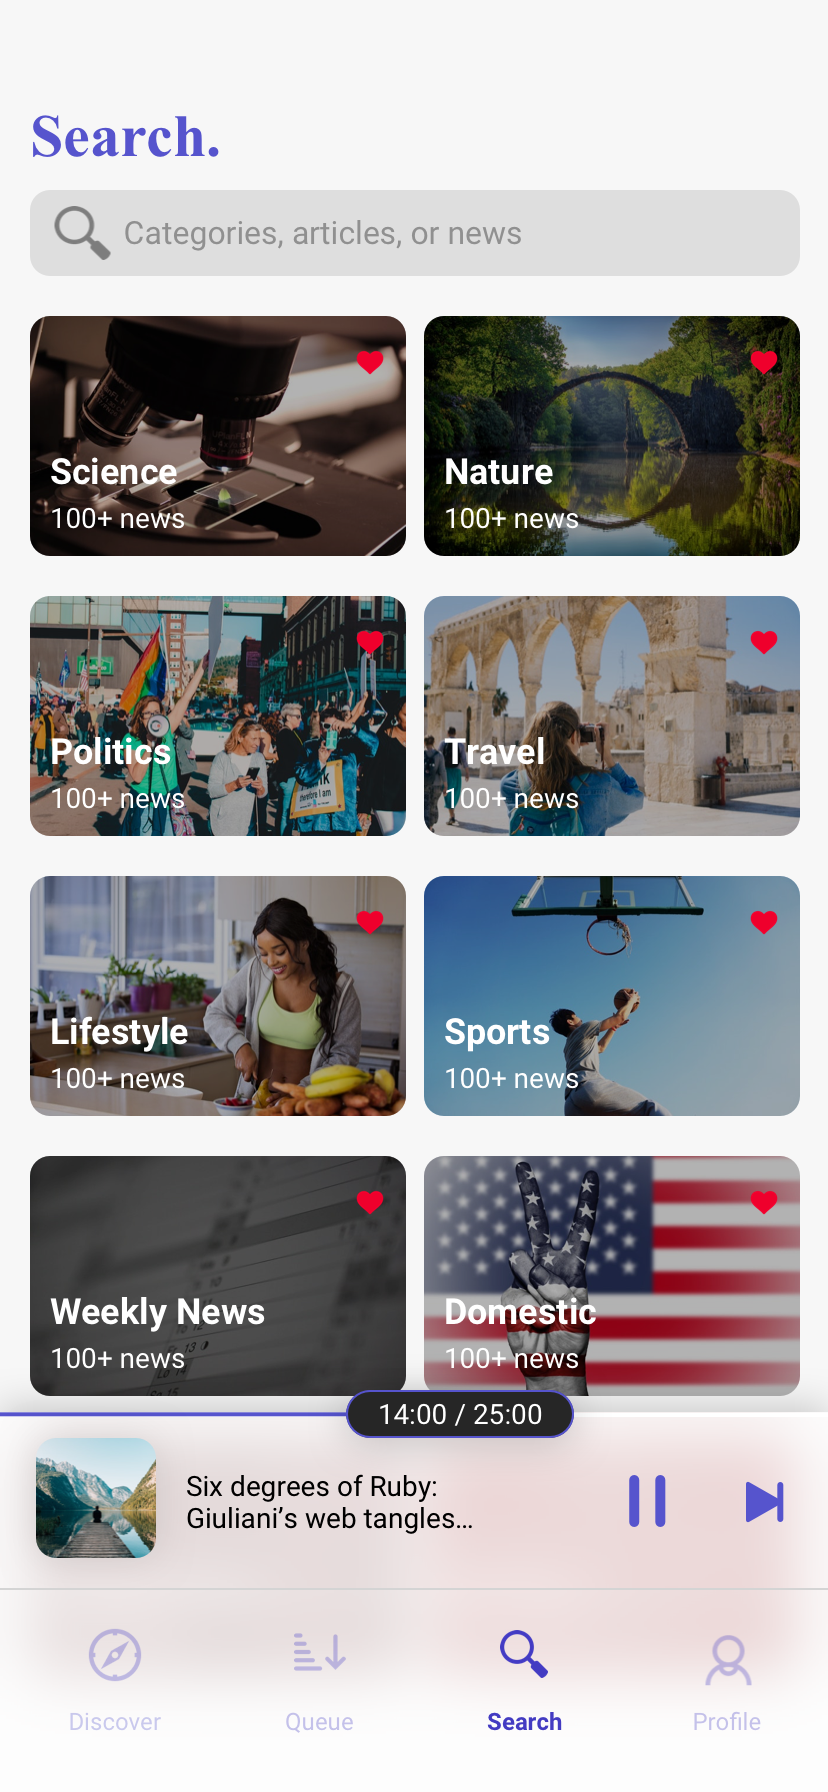 Search.
Categories, articles, or news
Science
100+ news
Nature
100+ news
Politics
100+ news
therefore I am
Travel
100+ news
Lifestyle
100+ news
Sports
100+ news
Weekly News
100+ news
Domestic
100+ news
14:00 / 25:00
Six degrees of Ruby:
Giuliani’s web tangles...
Discover
Queue
Search
Profile